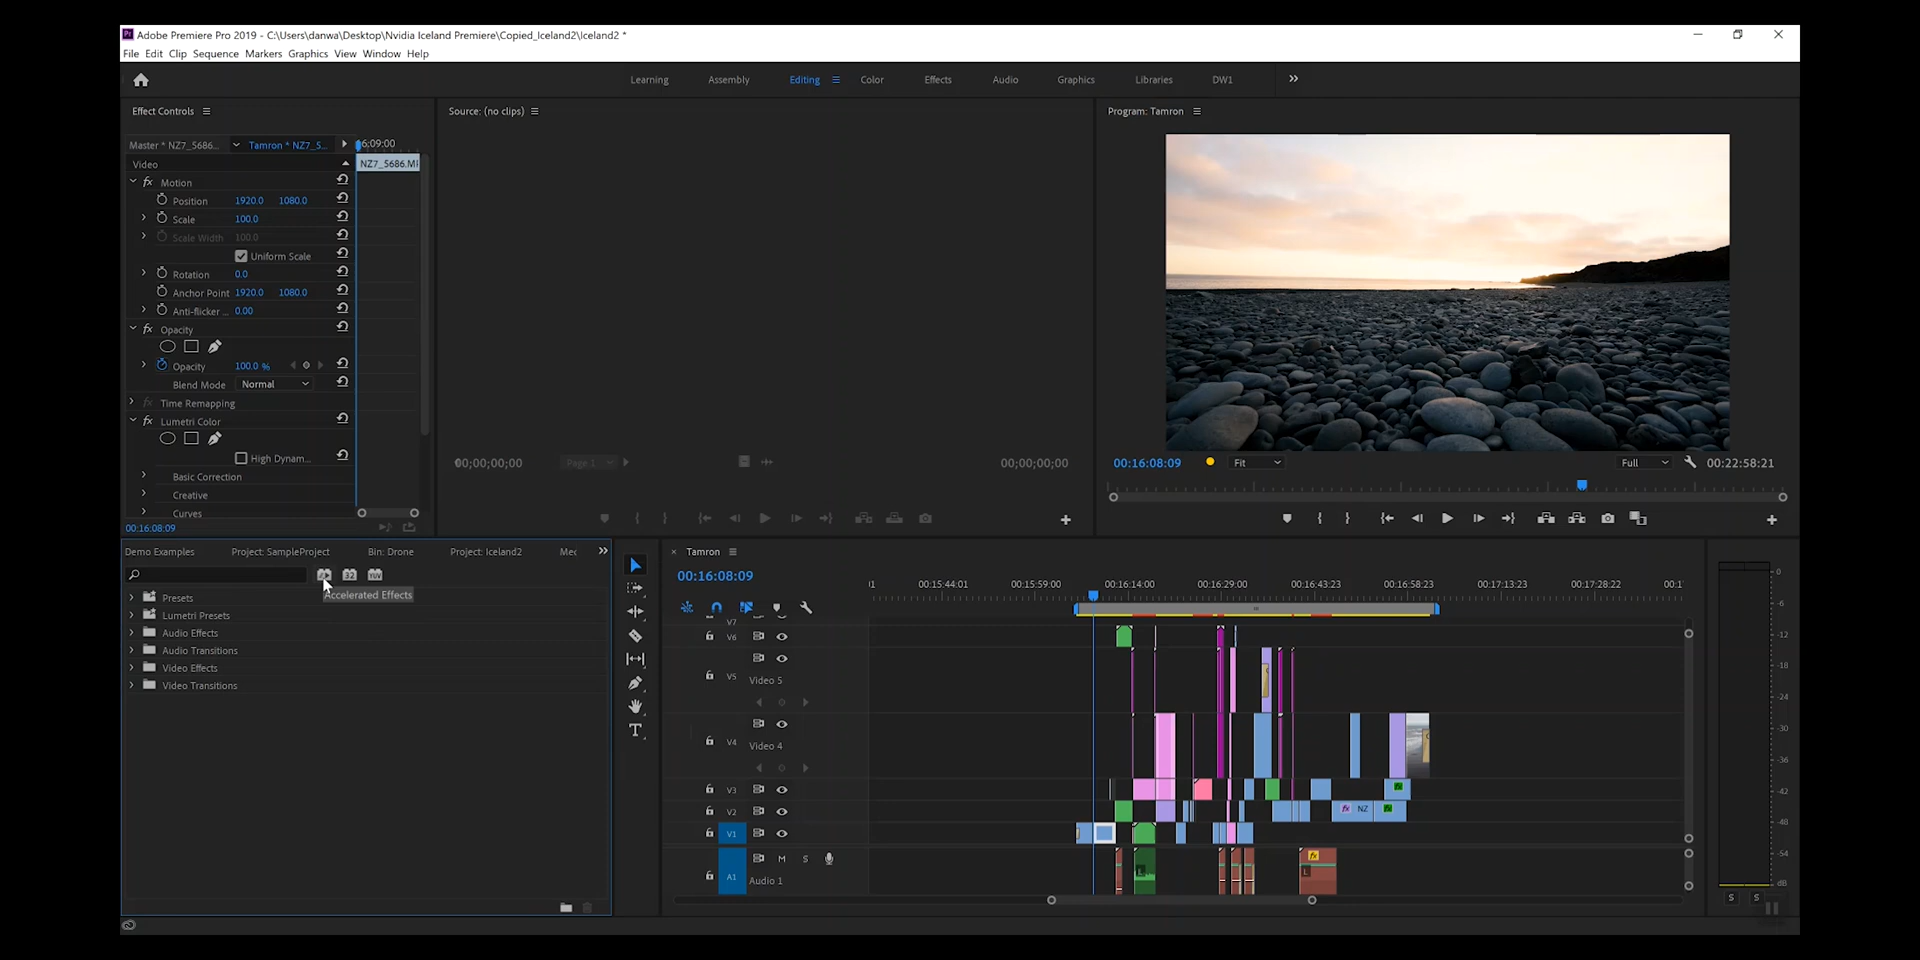 Adobe Premiere Pro 2019 - C:\Users\danwa\Desktop\Nvidia Iceland Premiere\Copied_Iceland2\Iceland2 *
File Edit Clip Sequence Markers Graphics View Window Help
Learning Assembly Editing Color Effects Audio Graphics Libraries DW1
Effect Controls
Source: (no clips)
Program: Tamron
Master * NZ7_5686... Tamron * NZ7_5...
6:09:00
Video
NZ7_5686.M
fx Motion
Position 1920.0 1080.0
Scale 100.0
Scale Width 100.0
Uniform Scale
Rotation 0.0
Anchor Point 1920.0 1080.0
Anti-flicker ... 0.00
fx Opacity
Opacity 100.0 %
Blend Mode Normal
fx Time Remapping
fx Lumetri Color
High Dynam...
Basic Correction
Creative
Curves
00:16:08:09
00;00;00;00 Page 1 00;00;00;00
00:16:08:09 Fit Full 00:22:58:21
Demo Examples Project: SampleProject Bin: Drone Project: Iceland2 Mec
32 YUV
Accelerated Effects
Presets
Lumetri Presets
Audio Effects
Audio Transitions
Video Effects
Video Transitions
Tamron
00:16:08:09
15:44:01 00:15:59:00 00:16:14:00 00:16:29:00 00:16:43:23 00:16:58:23 00:17:13:23 00:17:28:22 00:1
V7
V6
V5 Video 5
V4 Video 4
V3
V2
fx NZ fx
V1
A1 M S
Audio 1
L
fx
L
0
-6
-12
-18
-24
-30
-36
-42
-48
-54
dB
S S